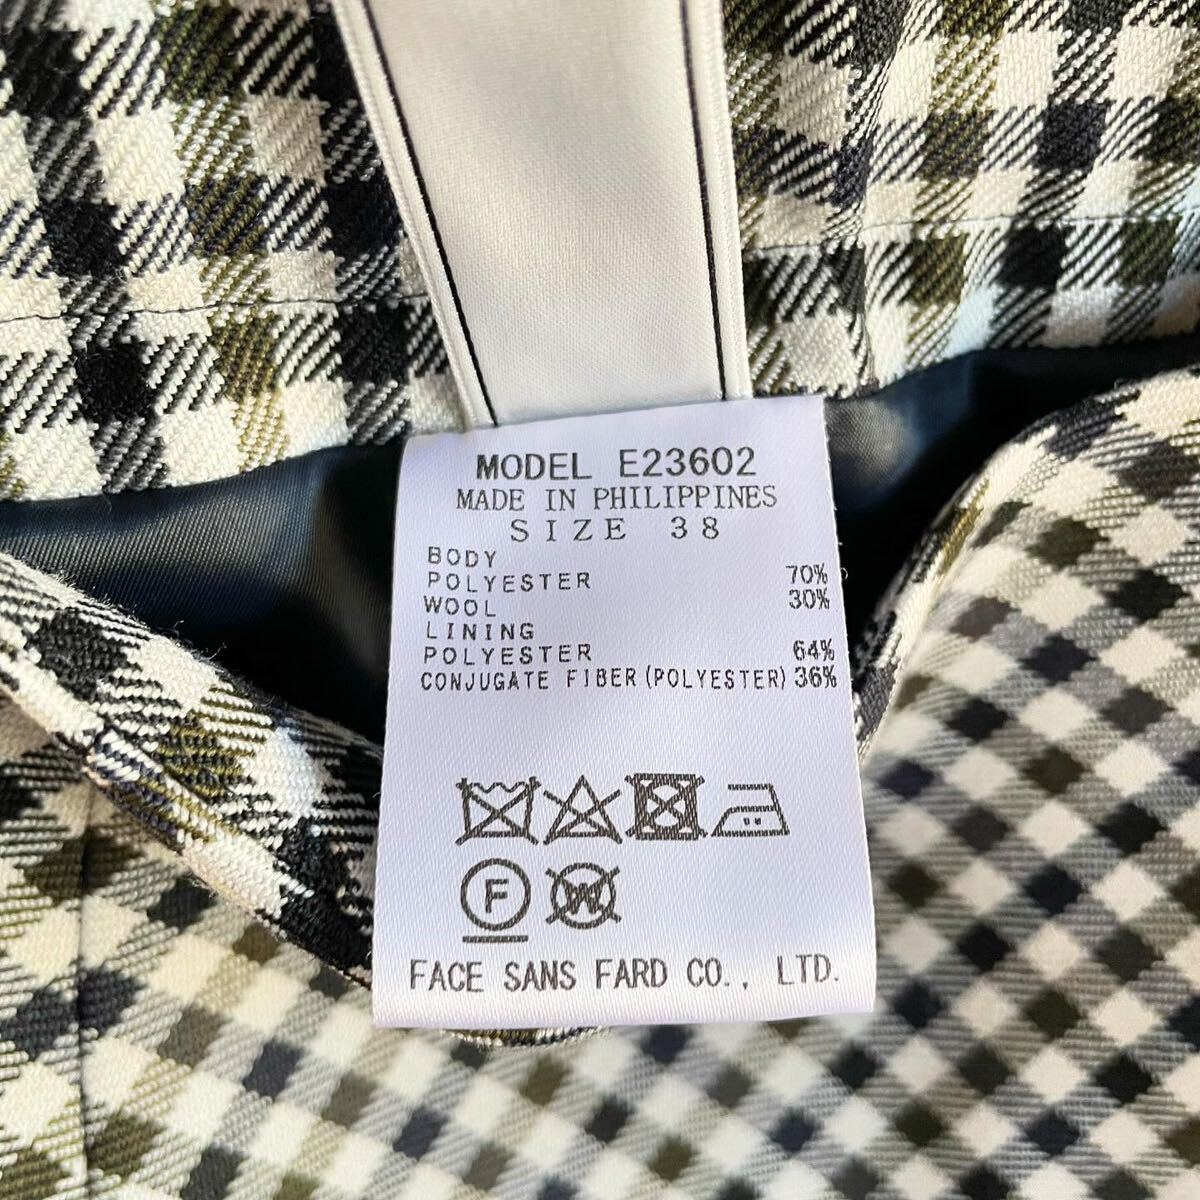 MODEL E23602
MADE IN PHILIPPINES
SIZE 38
BODY
POLYESTER 70%
WOOL 30%
LINING
POLYESTER 64%
CONJUGATE FIBER(POLYESTER) 36%
F W
FACE SANS FARD CO., LTD.